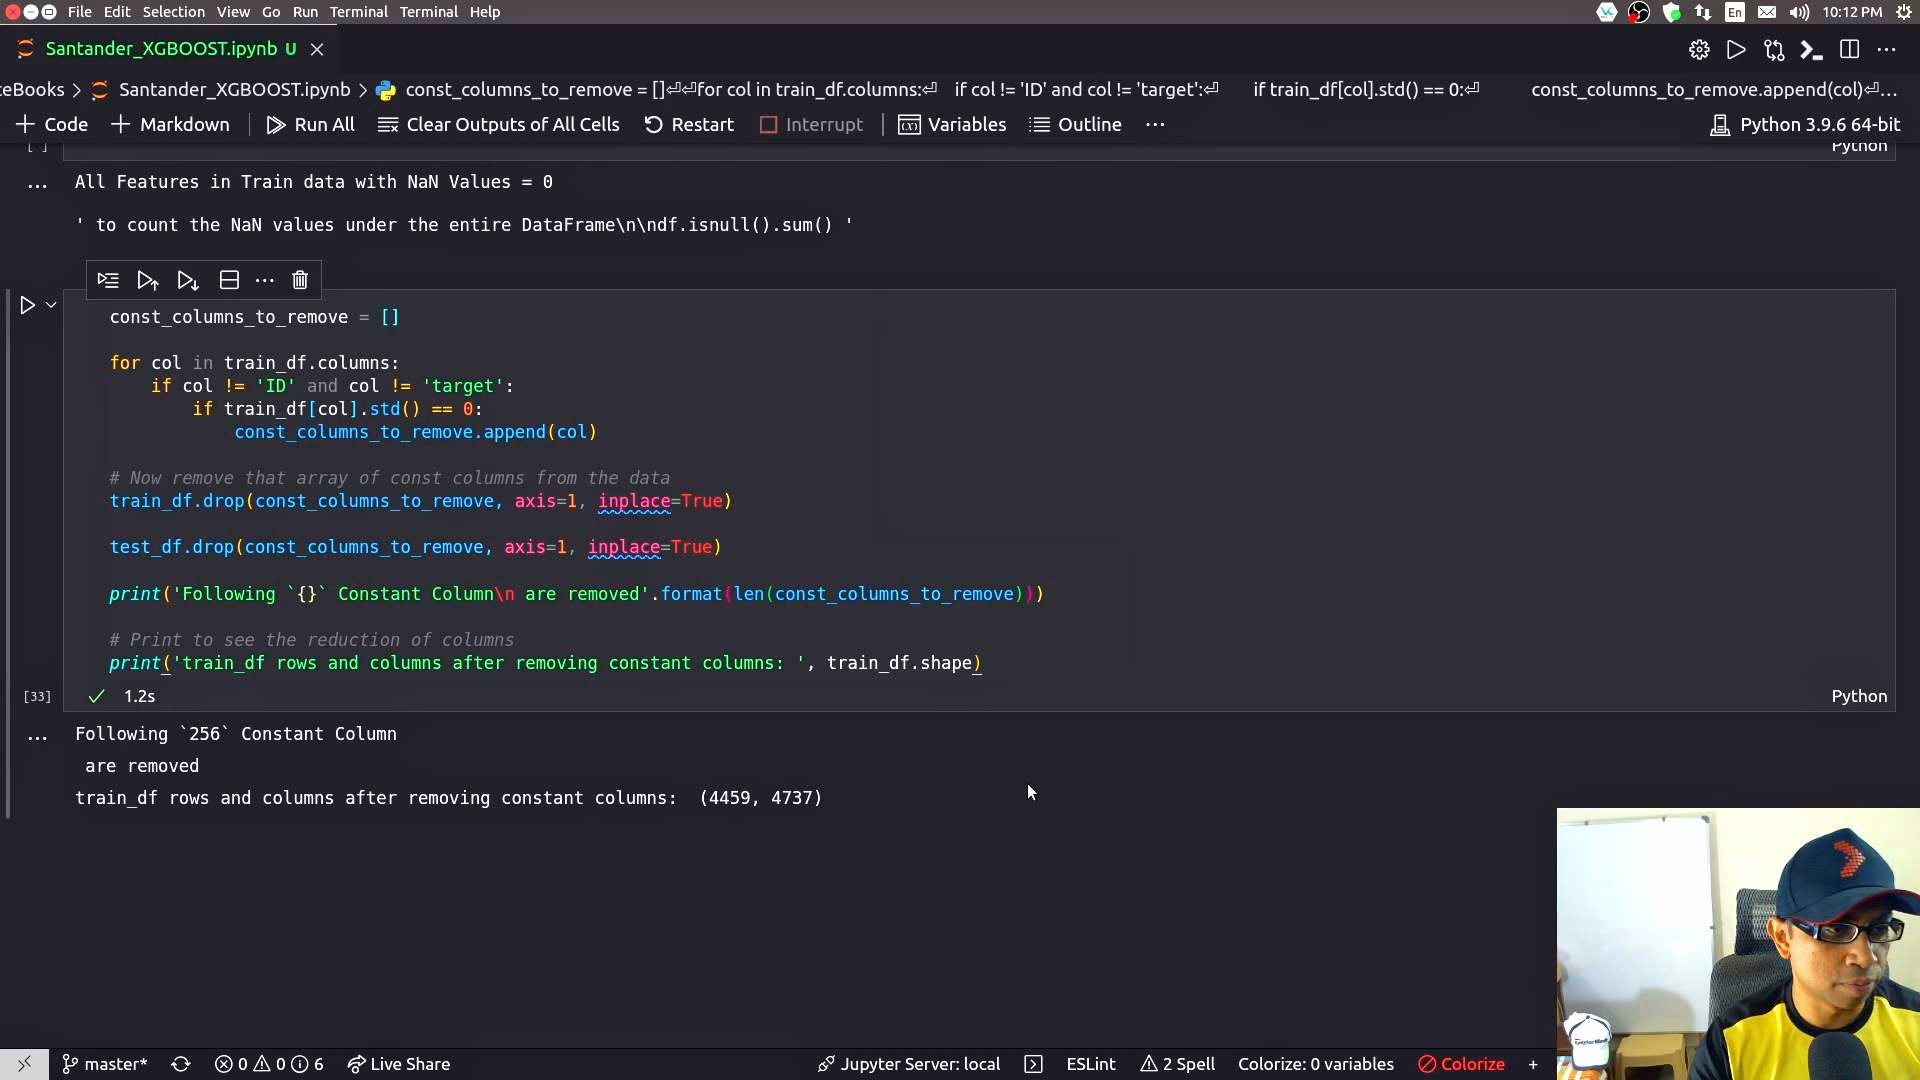 File Edit Selection View Go Run Terminal Terminal Help En 10:12 PM
Santander_XGBOOST.ipynb U
eBooks > Santander_XGBOOST.ipynb > const_columns_to_remove = []⏎⏎for col in train_df.columns:⏎ if col != 'ID' and col != 'target':⏎ if train_df[col].std() == 0:⏎ const_columns_to_remove.append(col)⏎…
+ Code + Markdown Run All Clear Outputs of All Cells Restart Interrupt Variables Outline ··· Python 3.9.6 64-bit
[ ] Python
... All Features in Train data with NaN Values = 0
' to count the NaN values under the entire DataFrame\n\ndf.isnull().sum() '
const_columns_to_remove = []
for col in train_df.columns:
if col != 'ID' and col != 'target':
if train_df[col].std() == 0:
const_columns_to_remove.append(col)
# Now remove that array of const columns from the data
train_df.drop(const_columns_to_remove, axis=1, inplace=True)
test_df.drop(const_columns_to_remove, axis=1, inplace=True)
print('Following `{}` Constant Column\n are removed'.format(len(const_columns_to_remove)))
# Print to see the reduction of columns
print('train_df rows and columns after removing constant columns: ', train_df.shape)
[33] 1.2s Python
... Following `256` Constant Column
are removed
train_df rows and columns after removing constant columns: (4459, 4737)
master* 0 0 6 Live Share Jupyter Server: local ESLint 2 Spell Colorize: 0 variables Colorize +